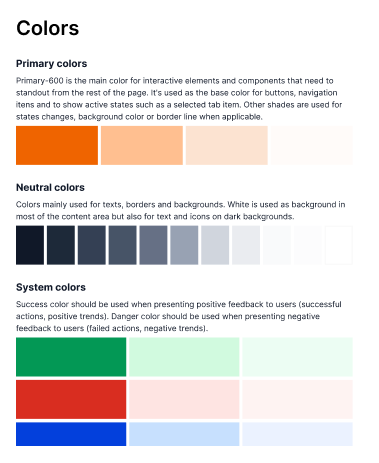 Colors
Primary colors
Primary-600 is the main color for interactive elements and components that need to
standout from the rest of the page. It's used as the base color for buttons, navigation
itens and to show active states such as a selected tab item. Other shades are used for
states changes, background color or border line when applicable.
Neutral colors
Colors mainly used for texts, borders and backgrounds. White is used as background in
most of the content area but also for text and icons on dark backgrounds.
System colors
Success color should be used when presenting positive feedback to users (successful
actions, positive trends). Danger color should be used when presenting negative
feedback to users (failed actions, negative trends).